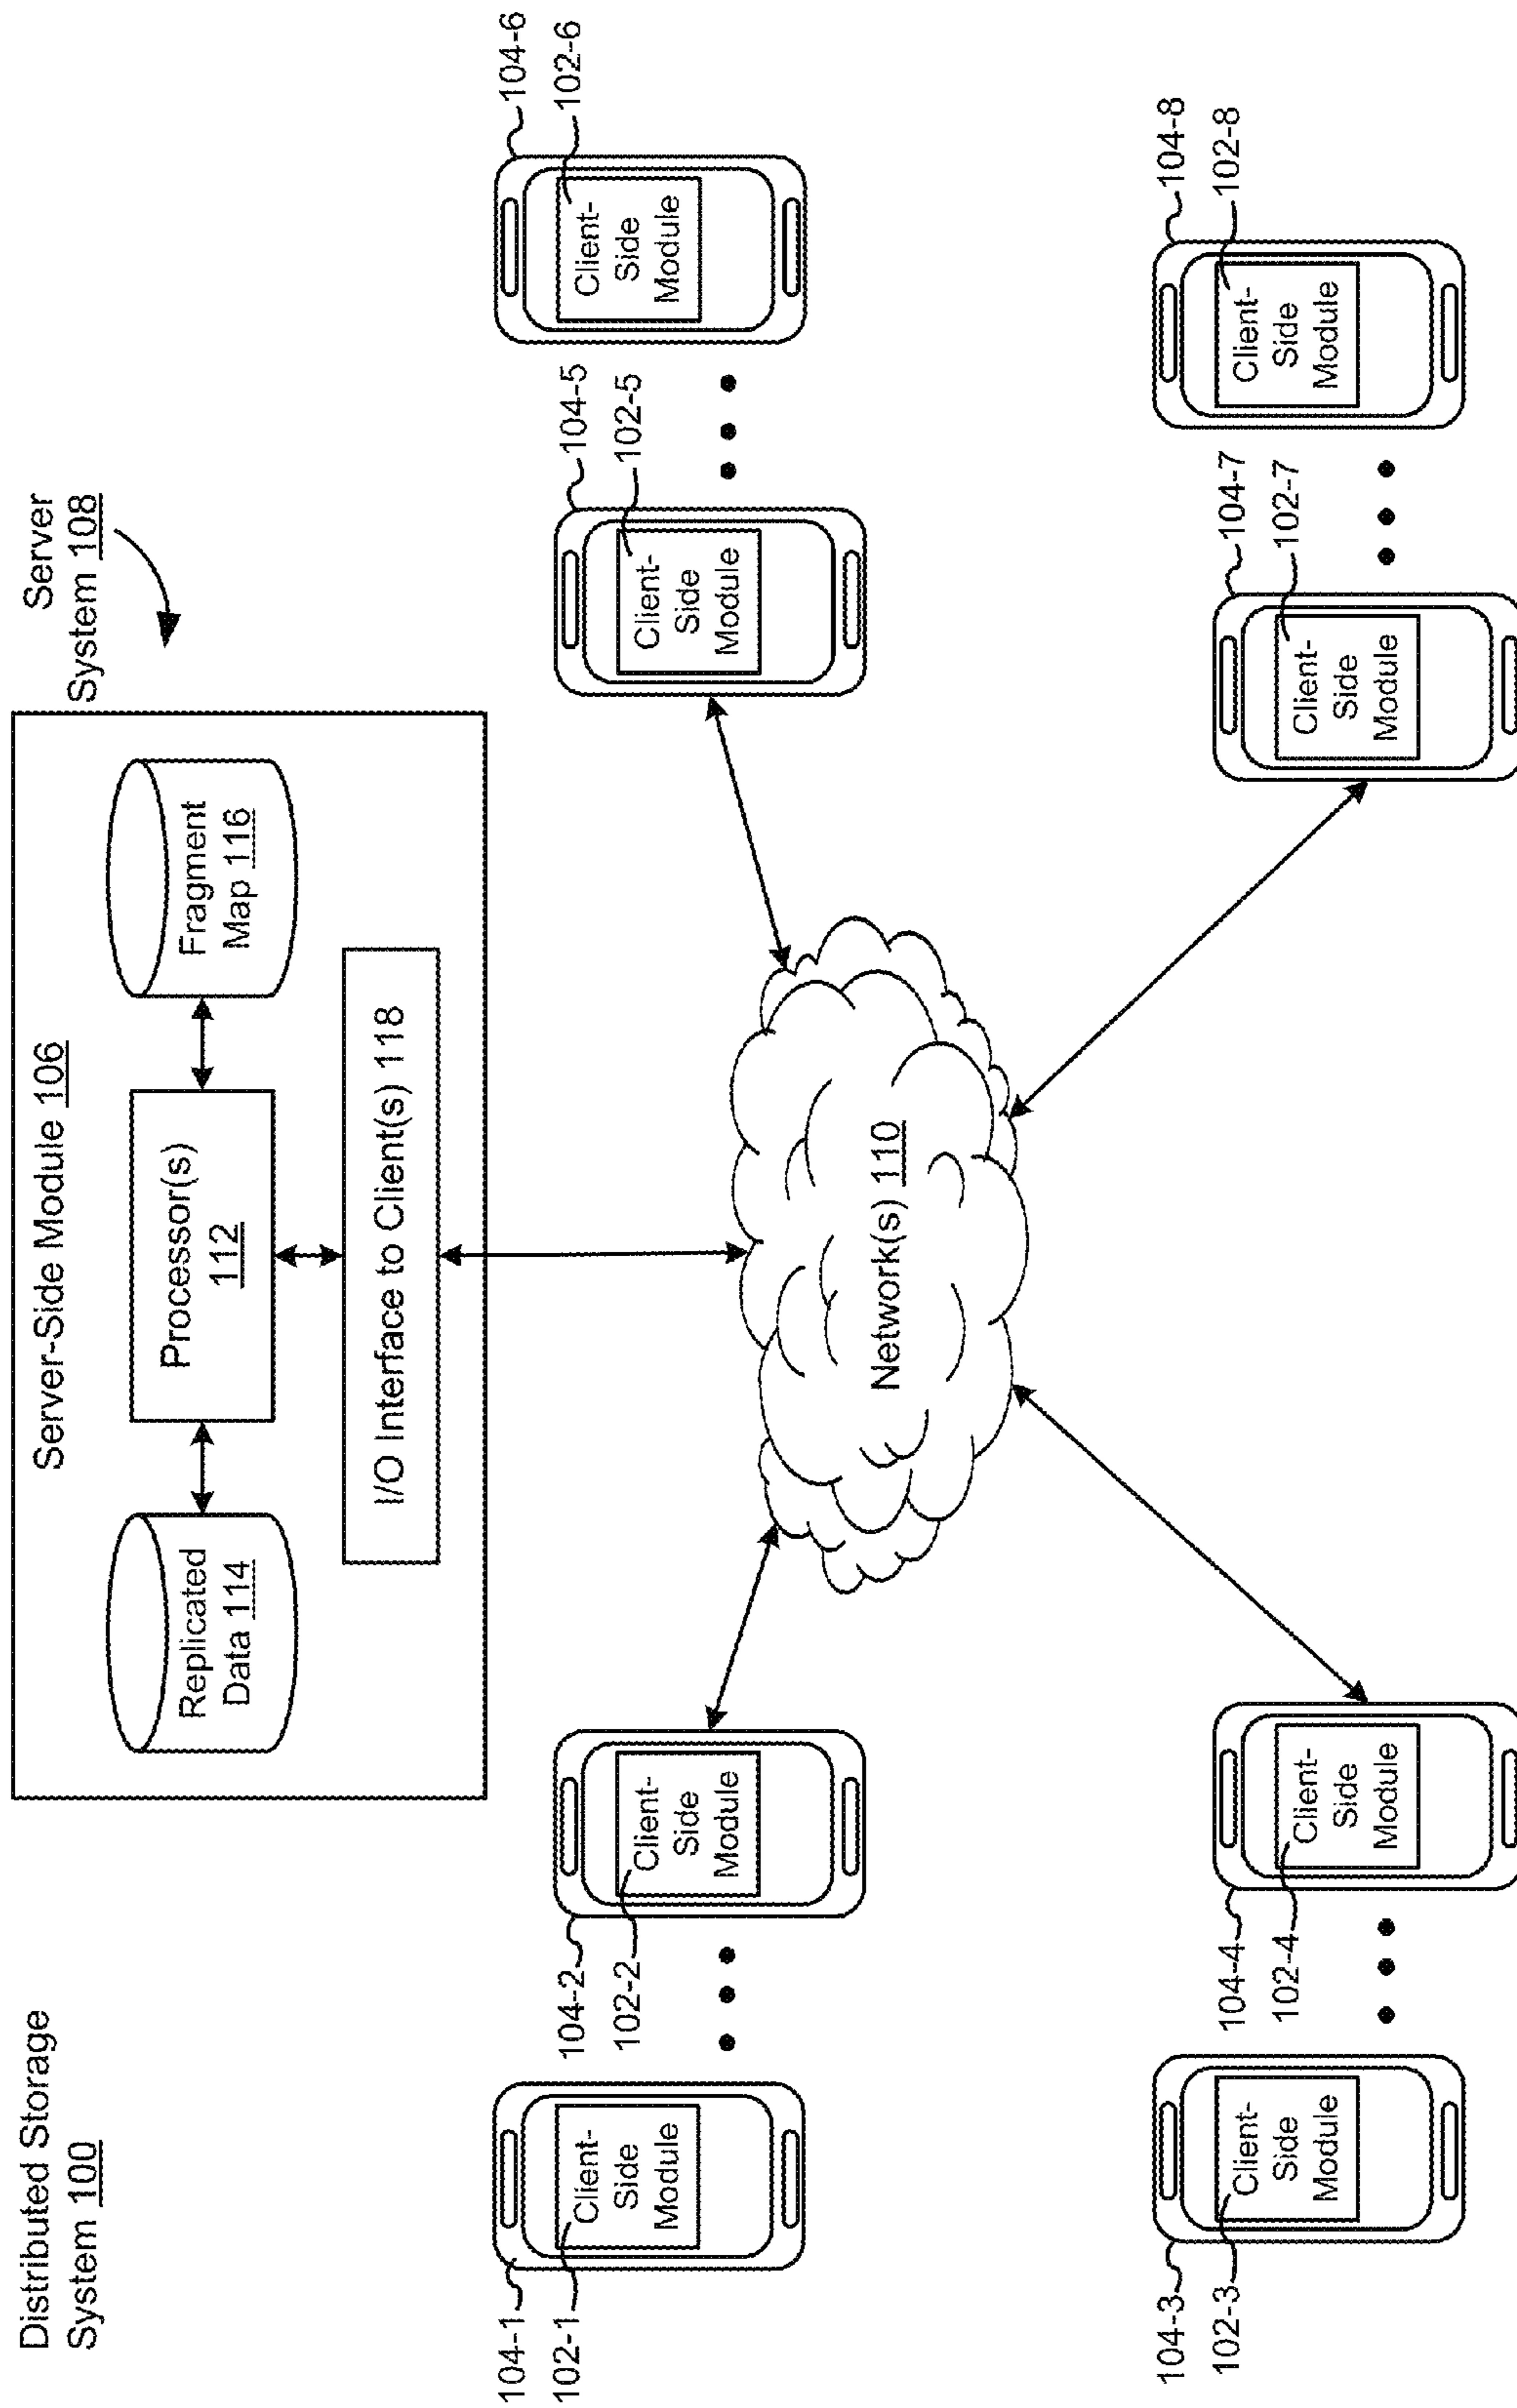 Distributed Storage
System 100
Server
System 108
Server-Side Module 106
Replicated
Data 114
Processor(s)
112
Fragment
Map 116
I/O Interface to Client(s) 118
104-1
102-1
Client-
Side
Module
104-2
102-2
Client-
Side
Module
104-5
102-5
Client-
Side
Module
104-6
102-6
Client-
Side
Module
Network(s) 110
104-3
102-3
Client-
Side
Module
104-4
102-4
Client-
Side
Module
104-7
102-7
Client-
Side
Module
104-8
102-8
Client-
Side
Module